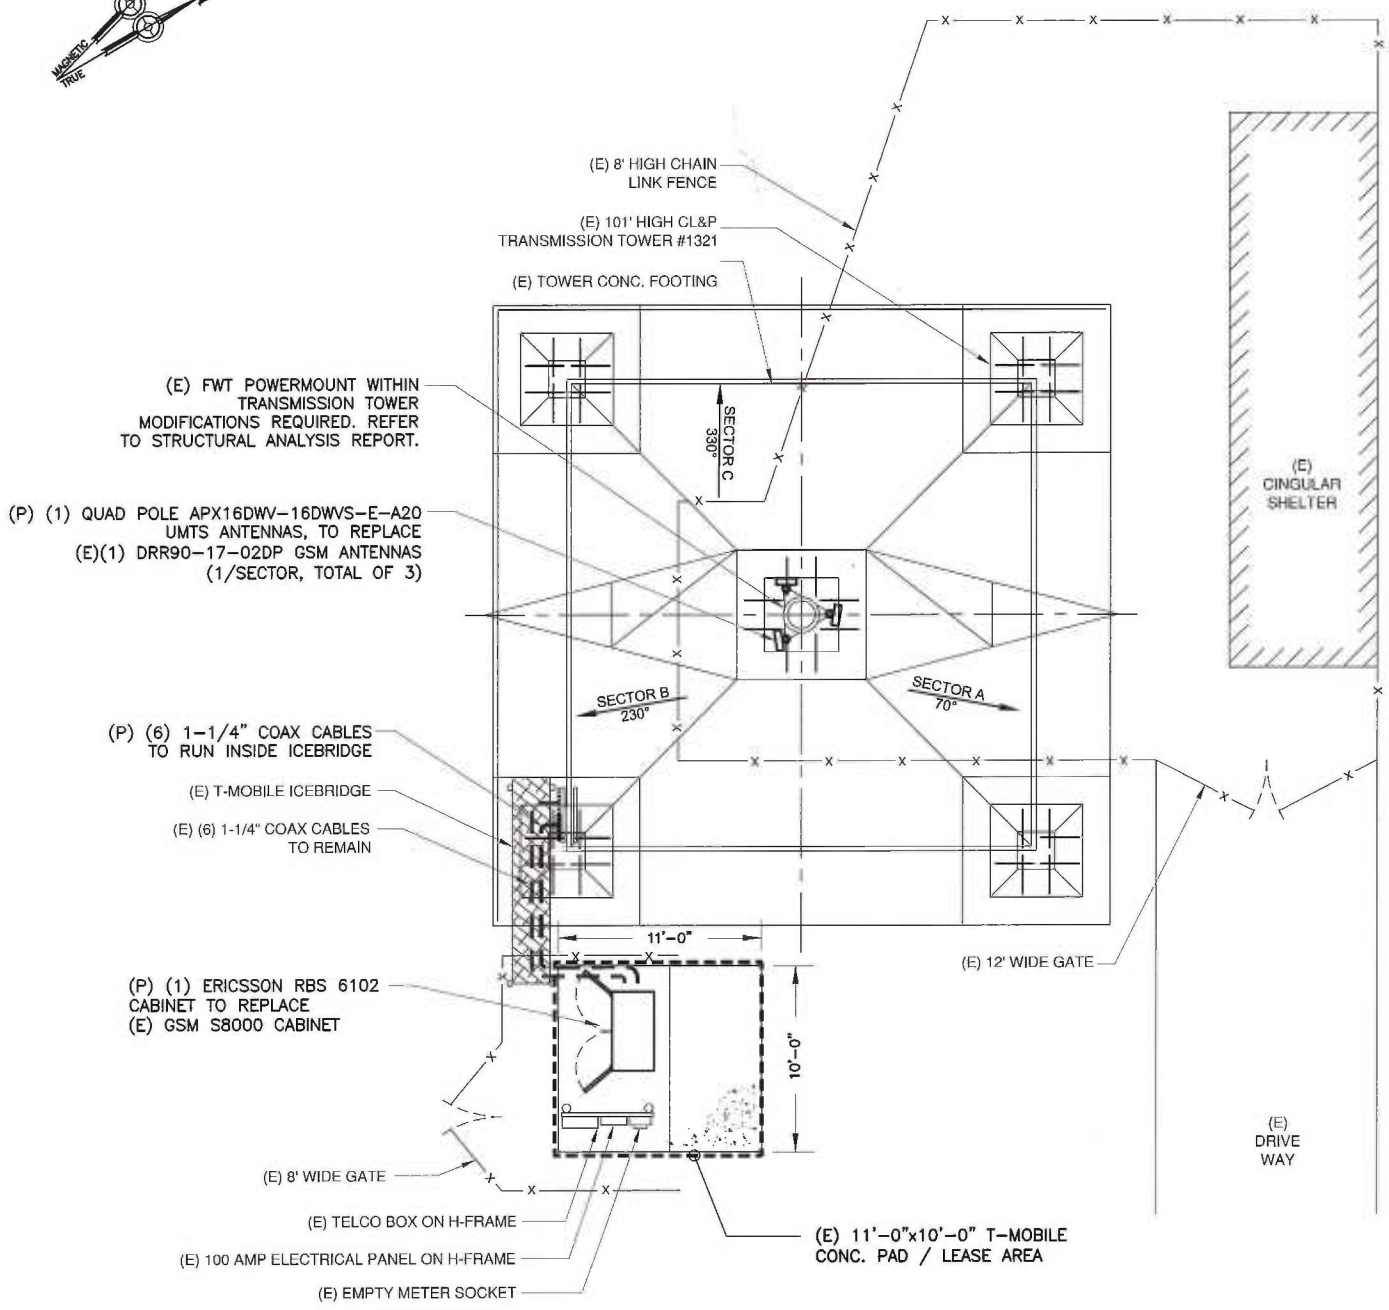 MAGNETIC
TRUE
(E) 8' HIGH CHAIN
LINK FENCE
(E) 101' HIGH CL&P
TRANSMISSION TOWER #1321
(E) TOWER CONC. FOOTING
(E) FWT POWERMOUNT WITHIN
TRANSMISSION TOWER
MODIFICATIONS REQUIRED. REFER
TO STRUCTURAL ANALYSIS REPORT.
SECTOR C
330°
(E)
CINGULAR
SHELTER
(P) (1) QUAD POLE APX16DWV-16DWVS-E-A20
UMTS ANTENNAS, TO REPLACE
(E)(1) DRR90-17-02DP GSM ANTENNAS
(1/SECTOR, TOTAL OF 3)
SECTOR B
230°
SECTOR A
70°
(P) (6) 1-1/4" COAX CABLES
TO RUN INSIDE ICEBRIDGE
(E) T-MOBILE ICEBRIDGE
(E) (6) 1-1/4" COAX CABLES
TO REMAIN
11'-0"
(E) 12' WIDE GATE
(P) (1) ERICSSON RBS 6102
CABINET TO REPLACE
(E) GSM S8000 CABINET
10'-0"
(E)
DRIVE
WAY
(E) 8' WIDE GATE
(E) TELCO BOX ON H-FRAME
(E) 11'-0"x10'-0" T-MOBILE
CONC. PAD / LEASE AREA
(E) 100 AMP ELECTRICAL PANEL ON H-FRAME
(E) EMPTY METER SOCKET